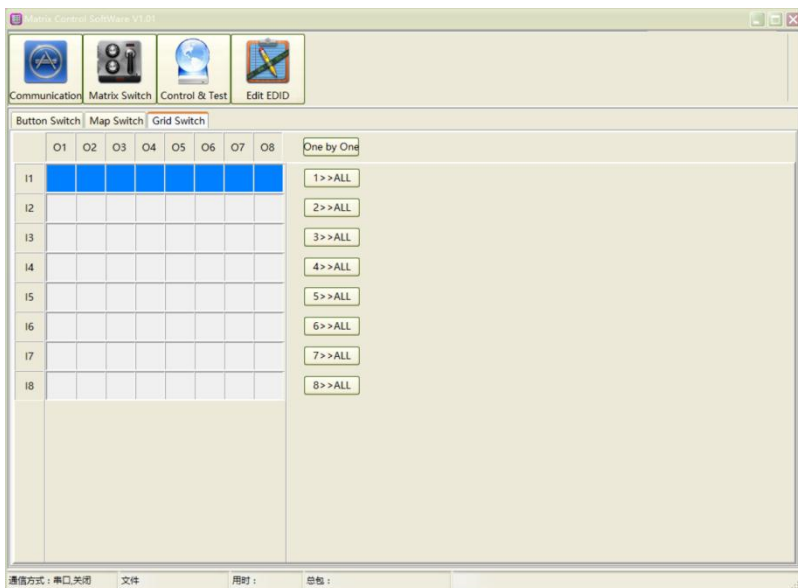 Matrix Control SoftWare V1.01
Communication Matrix Switch Control & Test Edit EDID
Button Switch Map Switch Grid Switch
O1 O2 O3 O4 O5 O6 O7 O8 One by One
I1 1>>ALL
I2 2>>ALL
I3 3>>ALL
I4 4>>ALL
I5 5>>ALL
I6 6>>ALL
I7 7>>ALL
I8 8>>ALL
通信方式：串口,关闭 文件 用时： 总包：